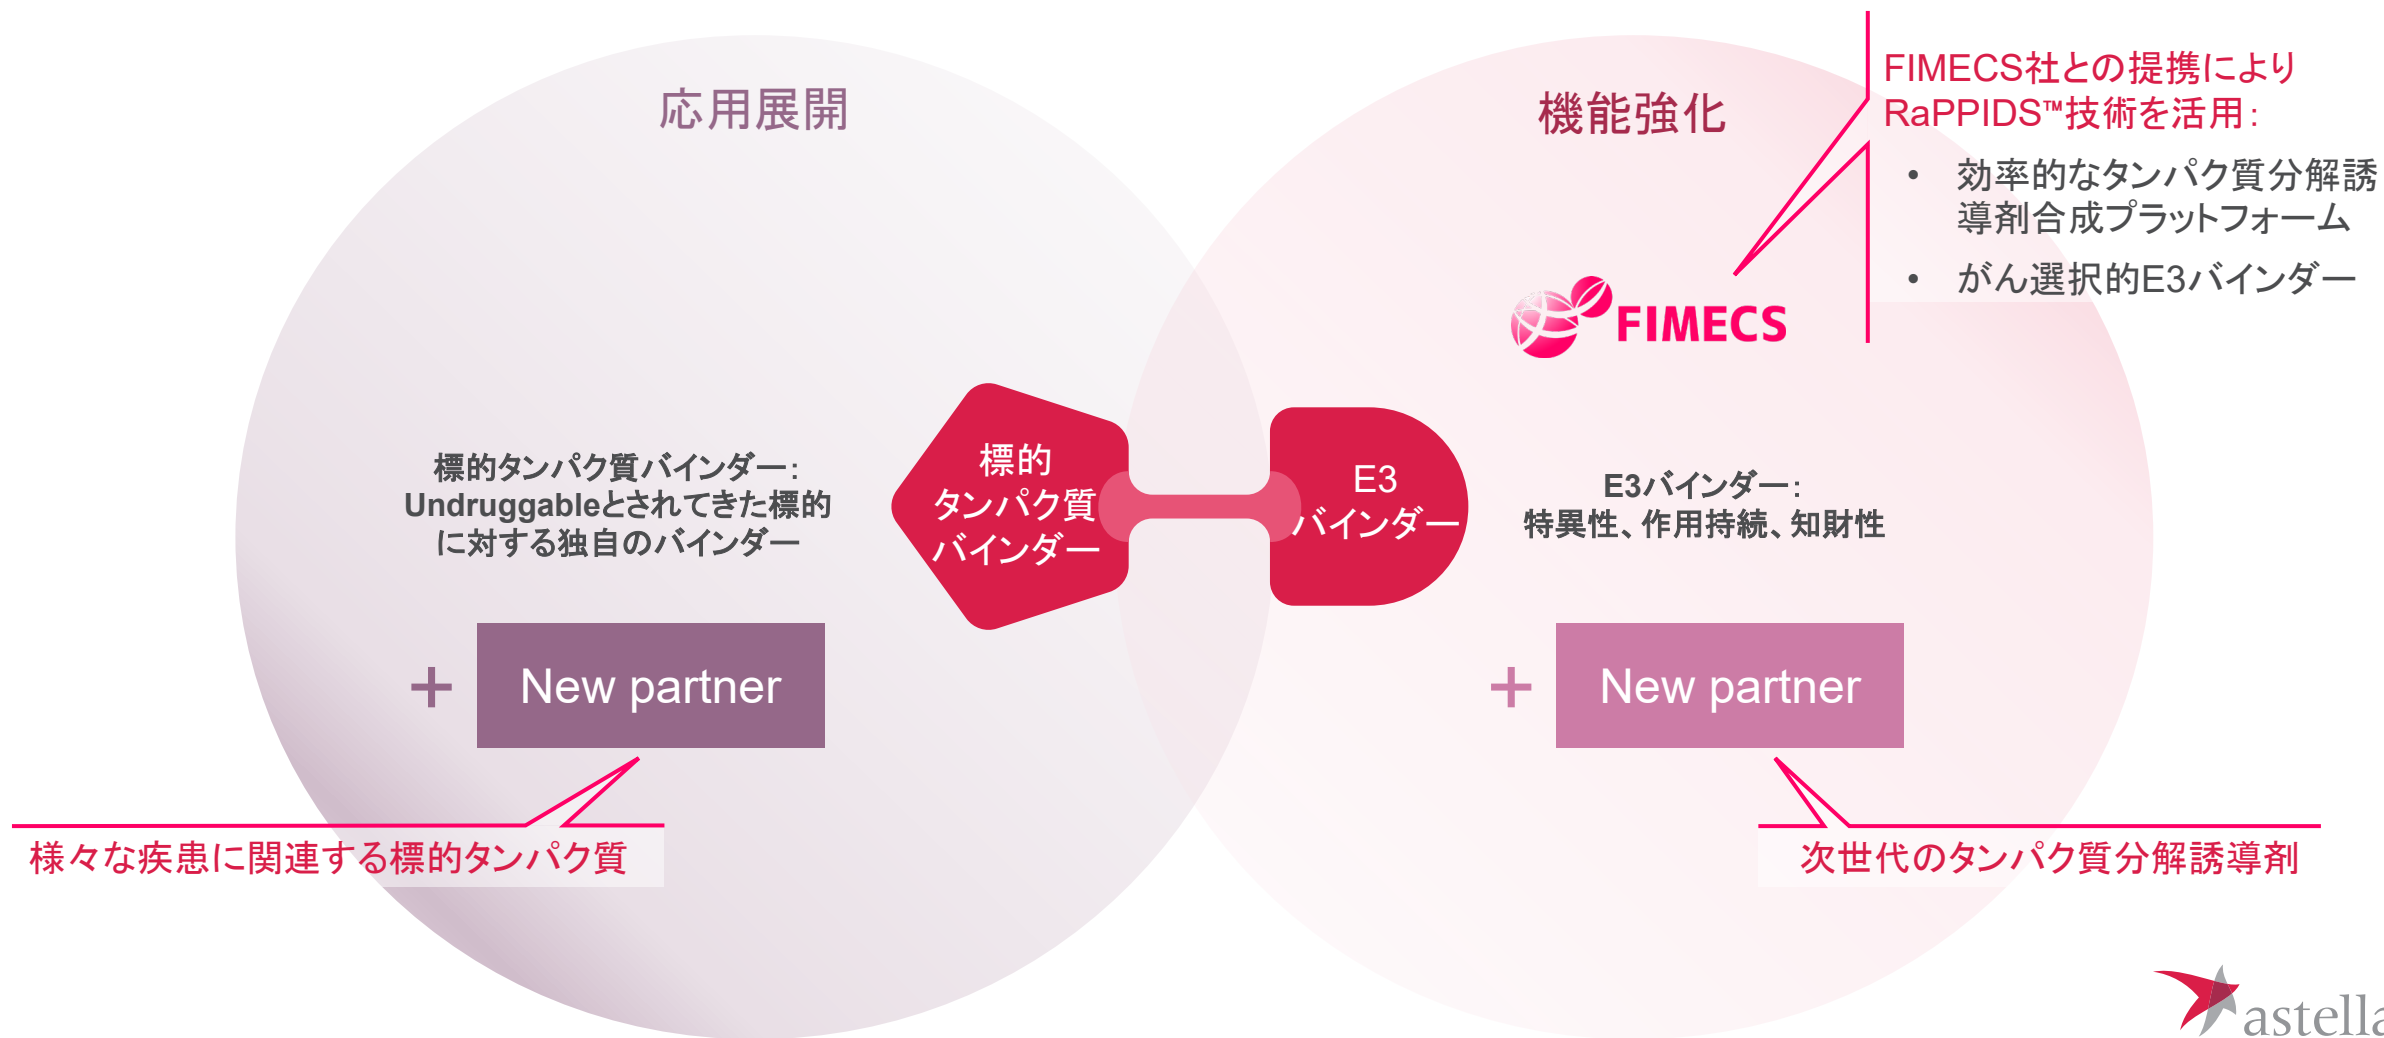 応用展開
機能強化
FIMECS社との提携により
RaPPIDS™技術を活用：
• 効率的なタンパク質分解誘
導剤合成プラットフォーム
• がん選択的E3バインダー
FIMECS
標的タンパク質バインダー：
Undruggableとされてきた標的
に対する独自のバインダー
標的
タンパク質
バインダー
E3
バインダー
E3バインダー：
特異性、作用持続、知財性
+ New partner
+ New partner
様々な疾患に関連する標的タンパク質
次世代のタンパク質分解誘導剤
astella